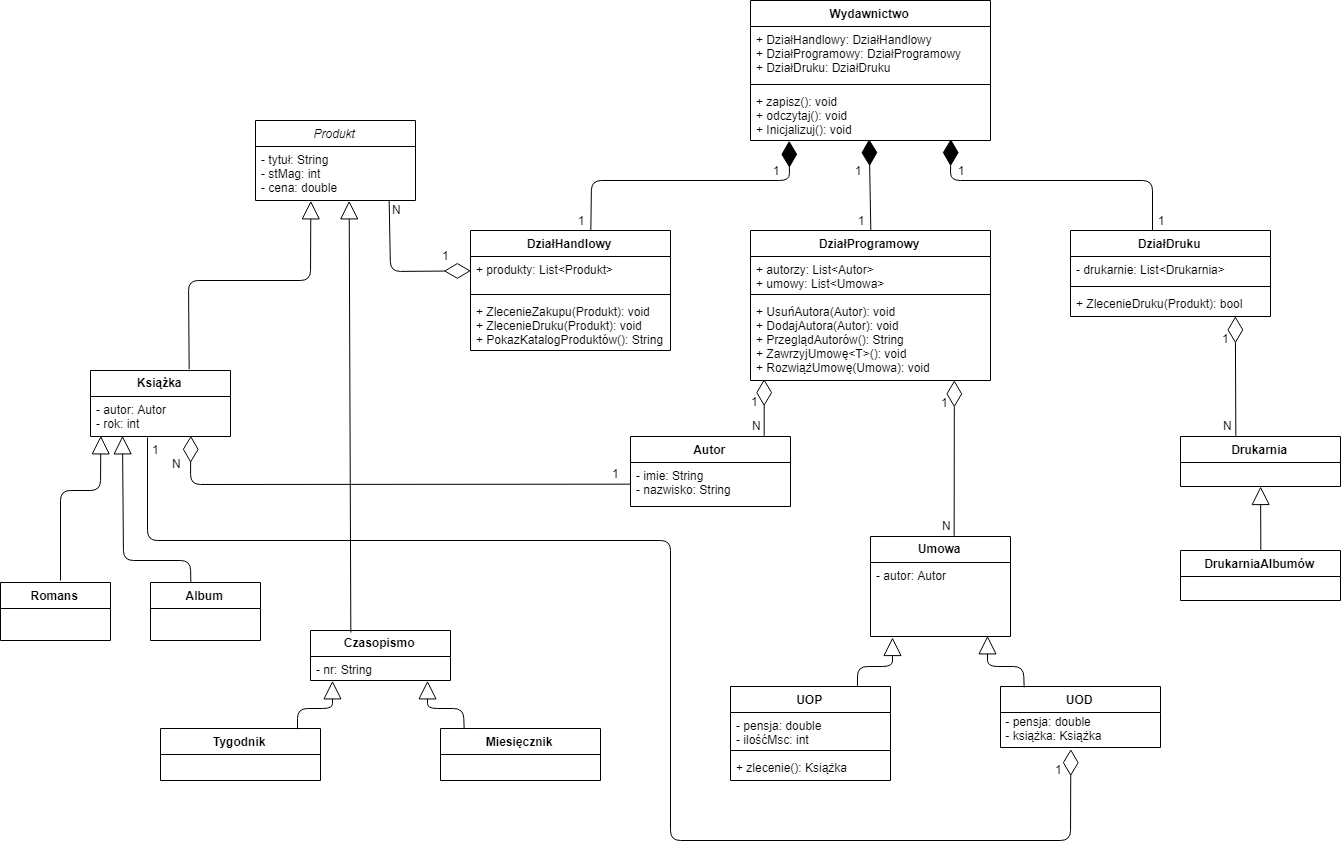 Wydawnictwo
+ DziałHandlowy: DziałHandlowy
+ DziałProgramowy: DziałProgramowy
+ DziałDruku: DziałDruku
+ zapisz(): void
+ odczytaj(): void
+ Inicjalizuj(): void
1
1
1
Produkt
- tytuł: String
- stMag: int
- cena: double
N
1
1
1
1
DziałHandlowy
+ produkty: List<Produkt>
+ ZlecenieZakupu(Produkt): void
+ ZlecenieDruku(Produkt): void
+ PokazKatalogProduktów(): String
DziałProgramowy
+ autorzy: List<Autor>
+ umowy: List<Umowa>
+ UsuńAutora(Autor): void
+ DodajAutora(Autor): void
+ PrzeglądAutorów(): String
+ ZawrzyjUmowę<T>(): void
+ RozwiążUmowę(Umowa): void
DziałDruku
- drukarnie: List<Drukarnia>
+ ZlecenieDruku(Produkt): bool
1
1
1
N
N
Książka
- autor: Autor
- rok: int
1
N
1
Autor
- imie: String
- nazwisko: String
Drukarnia
DrukarniaAlbumów
N
Umowa
- autor: Autor
Romans
Album
Czasopismo
- nr: String
Tygodnik
Miesięcznik
UOP
- pensja: double
- ilośćMsc: int
+ zlecenie(): Książka
UOD
- pensja: double
- książka: Książka
1